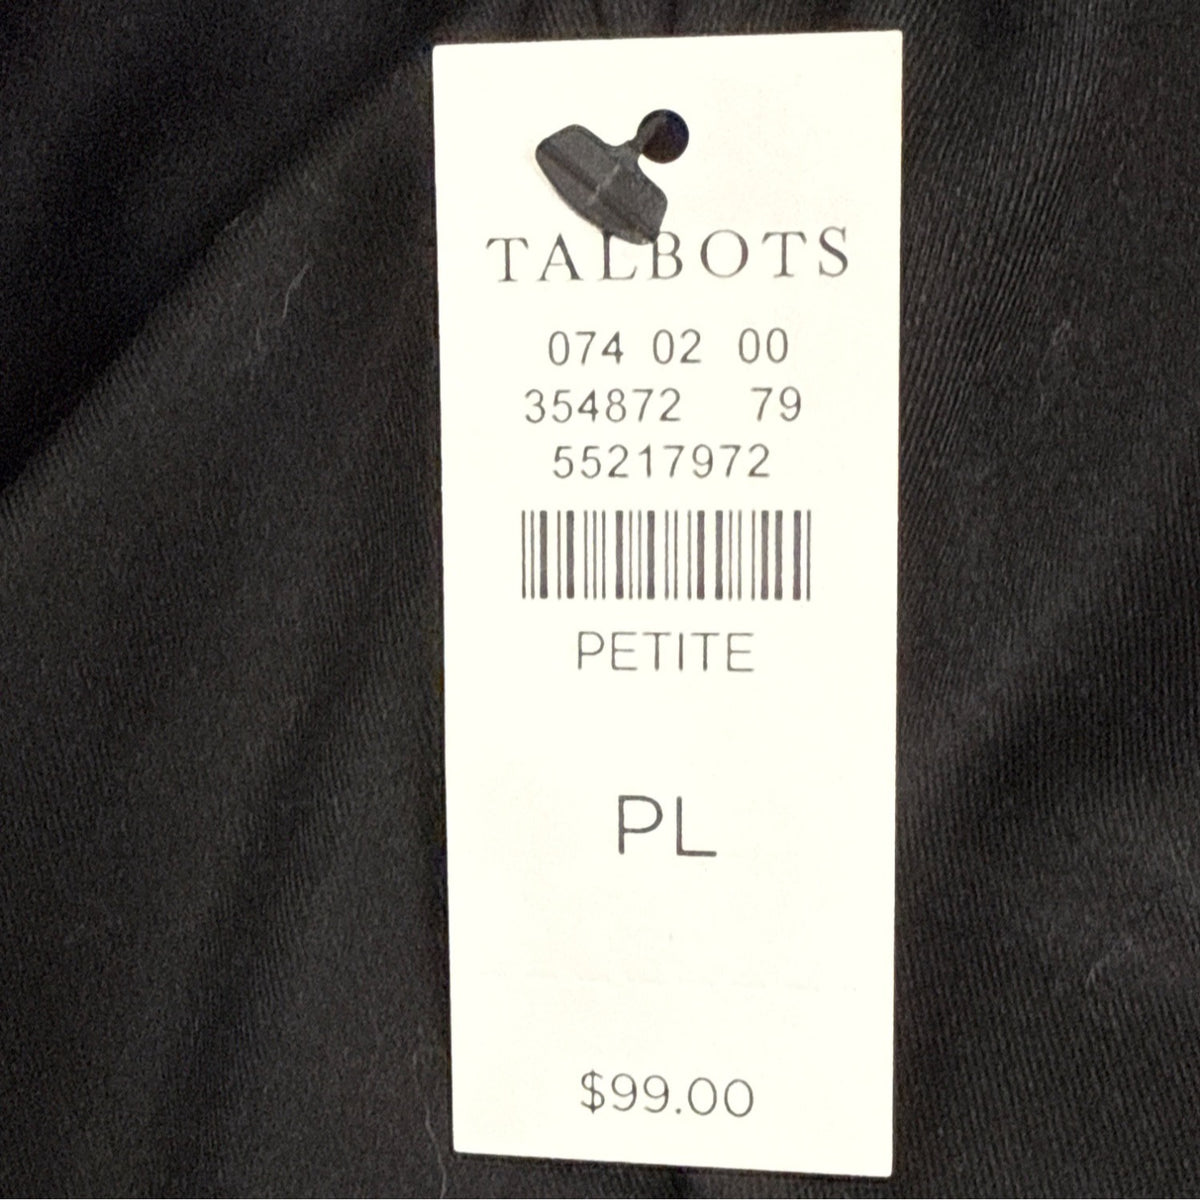 TALBOTS
074 02 00
354872 79
55217972
PETITE
PL
$99.00